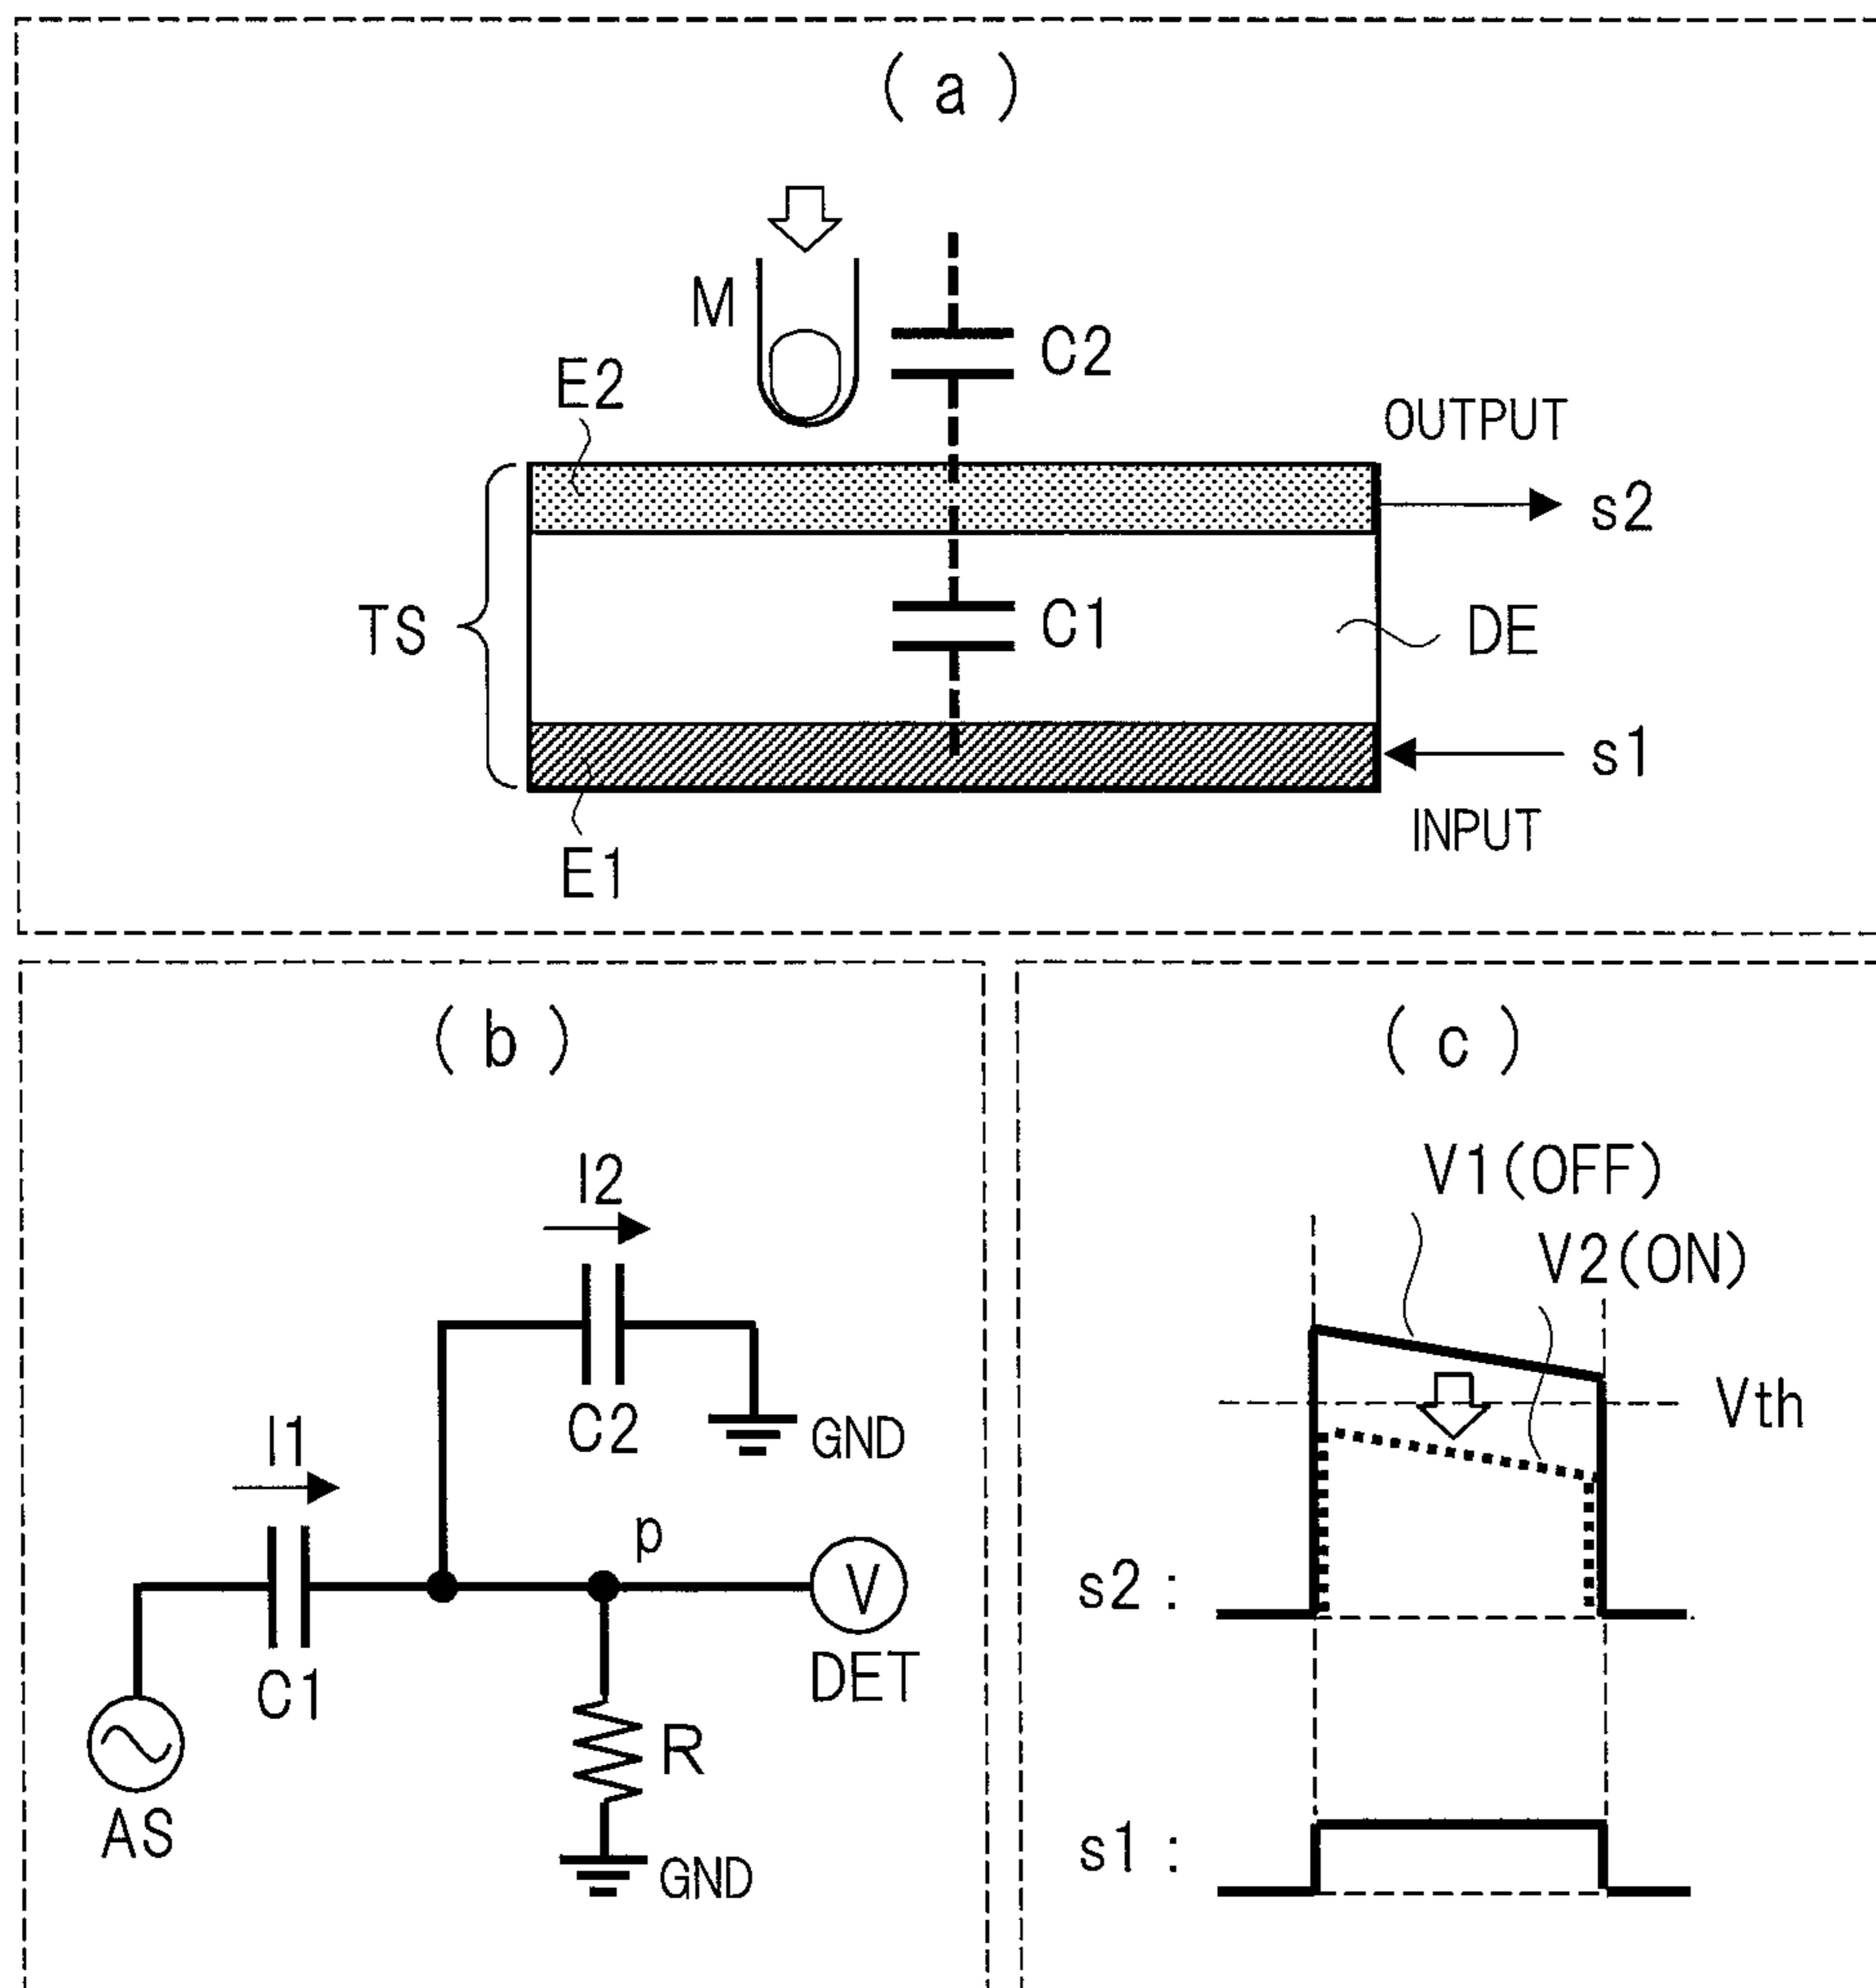 ( a )
M
C2
E2
OUTPUT
s2
TS
C1
DE
s1
INPUT
E1
( b )
I2
C2
GND
I1
p
V
C1
DET
R
AS
GND
( c )
V1(OFF)
V2(ON)
Vth
s2 :
s1 :